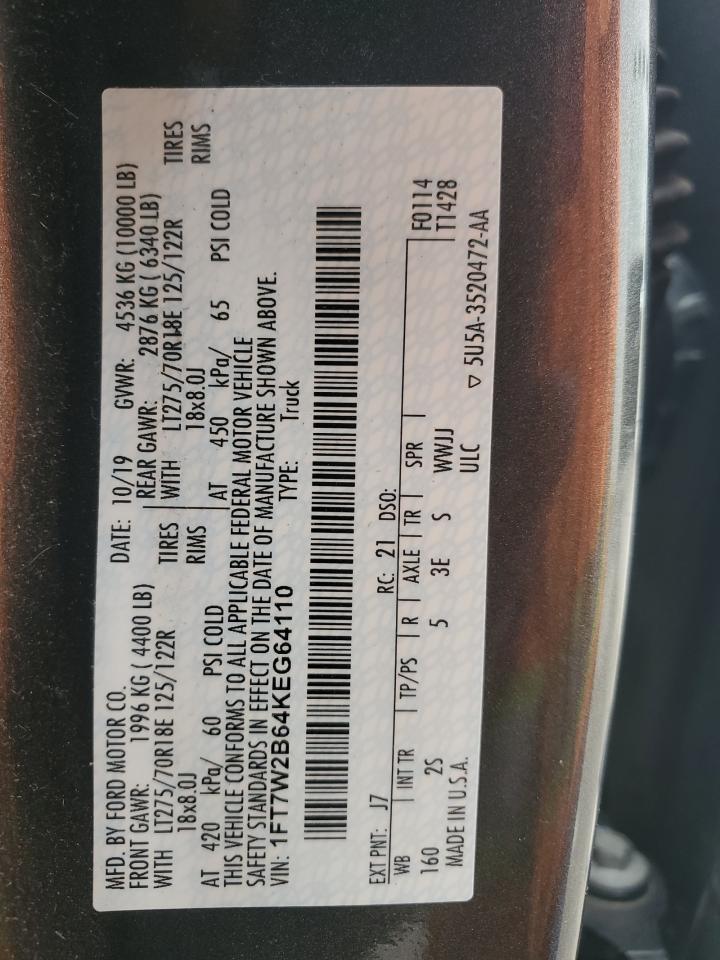 MFD. BY FORD MOTOR CO.
DATE: 10/19 GVWR: 4536 KG (10000 LB)
FRONT GAWR: 1996 KG ( 4400 LB) REAR GAWR: 2876 KG ( 6340 LB)
WITH LT275/70R18E 125/122R TIRES WITH LT275/70R18E 125/122R TIRES
18x8.0J RIMS 18x8.0J RIMS
AT 420 kPa/ 60 PSI COLD AT 450 kPa/ 65 PSI COLD
THIS VEHICLE CONFORMS TO ALL APPLICABLE FEDERAL MOTOR VEHICLE
SAFETY STANDARDS IN EFFECT ON THE DATE OF MANUFACTURE SHOWN ABOVE.
VIN: 1FT7W2B64KEG64110 TYPE: Truck
EXT PNT: J7 RC: 21 DSO:
WB INT TR TP/PS R AXLE TR SPR F0114
160 2S 5 3E S WWJJ T1428
MADE IN U.S.A. ULC ▽ 5U5A-3520472-AA